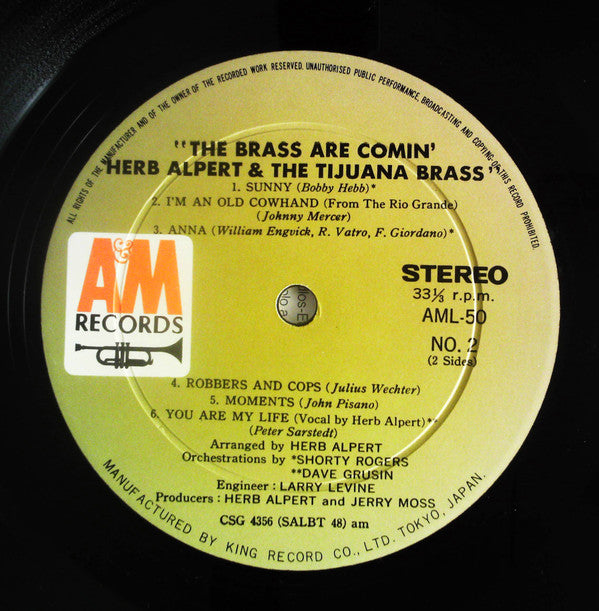 ALL RIGHTS OF THE MANUFACTURER AND OF THE OWNER OF THE RECORDED WORK RESERVED. UNAUTHORISED PUBLIC PERFORMANCE, BROADCASTING AND COPYING OF THIS RECORD PROHIBITED.
"THE BRASS ARE COMIN'
HERB ALPERT & THE TIJUANA BRASS"
1. SUNNY (Bobby Hebb)*
2. I'M AN OLD COWHAND (From The Rio Grande)
(Johnny Mercer)
3. ANNA (William Engvick, R. Vatro, F. Giordano)*
A&M
RECORDS
STEREO
33⅓ r.p.m.
AML-50
NO. 2
(2 Sides)
4. ROBBERS AND COPS (Julius Wechter)
5. MOMENTS (John Pisano)
6. YOU ARE MY LIFE (Vocal by Herb Alpert)**
(Peter Sarstedt)
Arranged by HERB ALPERT
Orchestrations by *SHORTY ROGERS
**DAVE GRUSIN
Engineer : LARRY LEVINE
Producers : HERB ALPERT and JERRY MOSS
CSG 4356 (SALBT 48) am
MANUFACTURED BY KING RECORD CO., LTD. TOKYO, JAPAN.